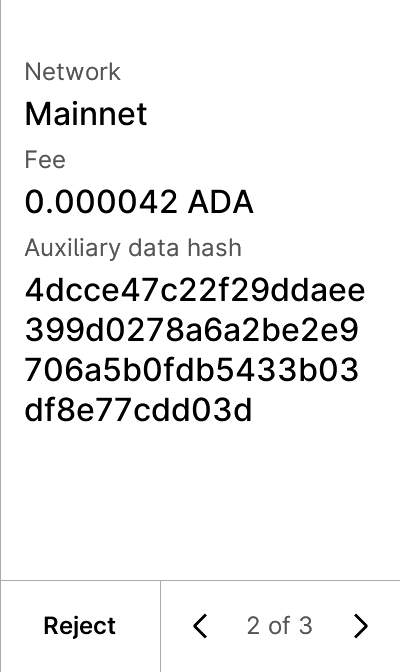 Network
Mainnet
Fee
0.000042 ADA
Auxiliary data hash
4dcce47c22f29ddaee
399d0278a6a2be2e9
706a5b0fdb5433b03
df8e77cdd03d
Reject
2 of 3